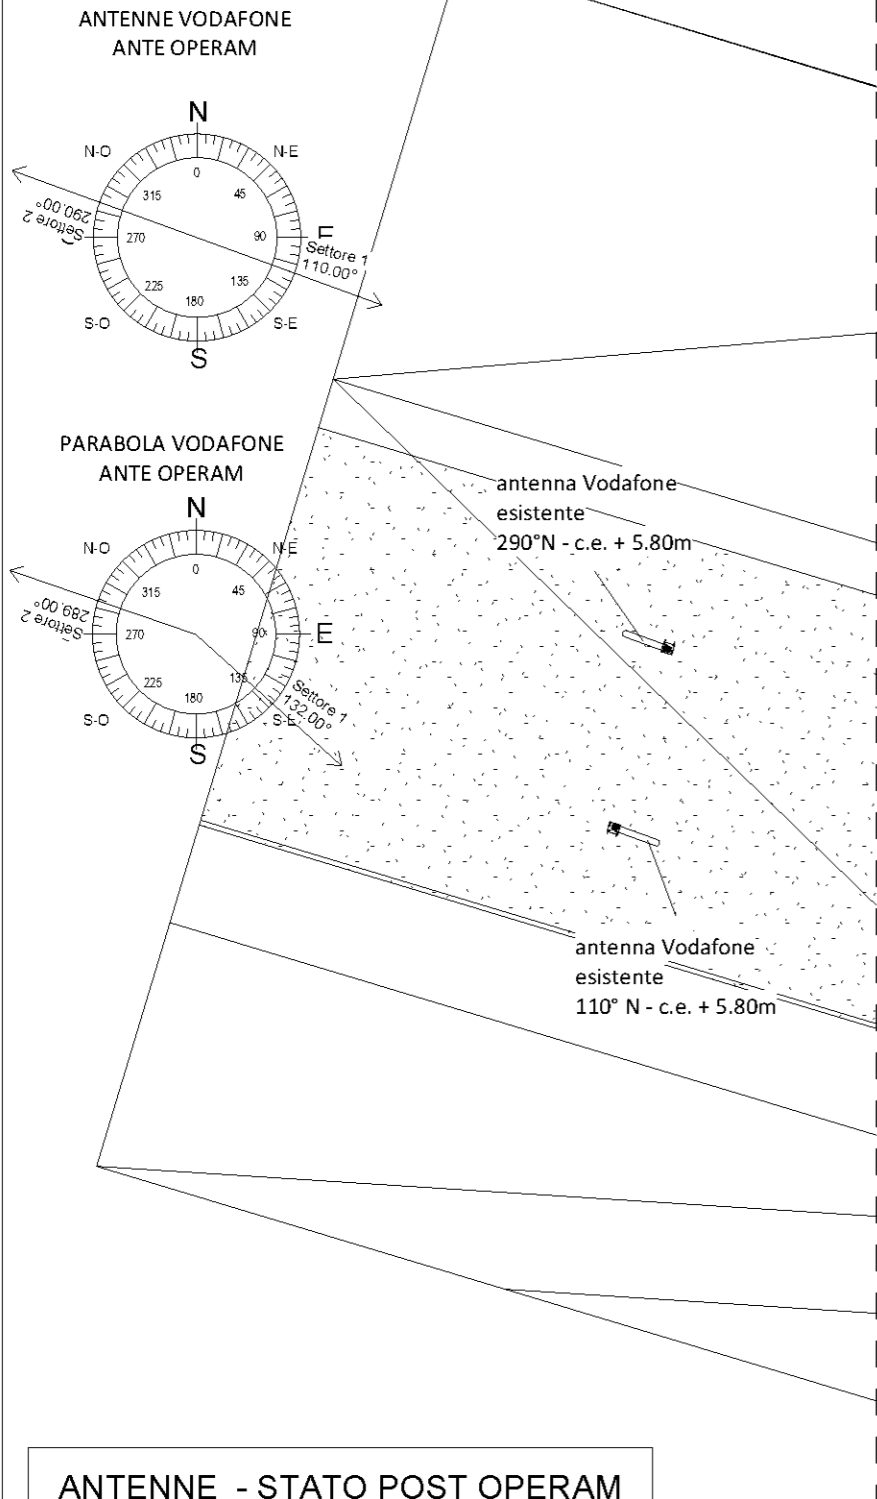 ANTENNE VODAFONE
ANTE OPERAM
N
N-O
N-E
0
315
45
290.00°
Settore 2
270
90
E
Settore 1
110.00°
225
135
180
S-O
S-E
S
PARABOLA VODAFONE
ANTE OPERAM
N
N-O
N-E
0
315
45
289.00°
Settore 2
270
90
E
225
135
180
Settore 1
132.00°
S-O
S-E
S
antenna Vodafone
esistente
290°N - c.e. + 5.80m
antenna Vodafone
esistente
110° N - c.e. + 5.80m
ANTENNE - STATO POST OPERAM